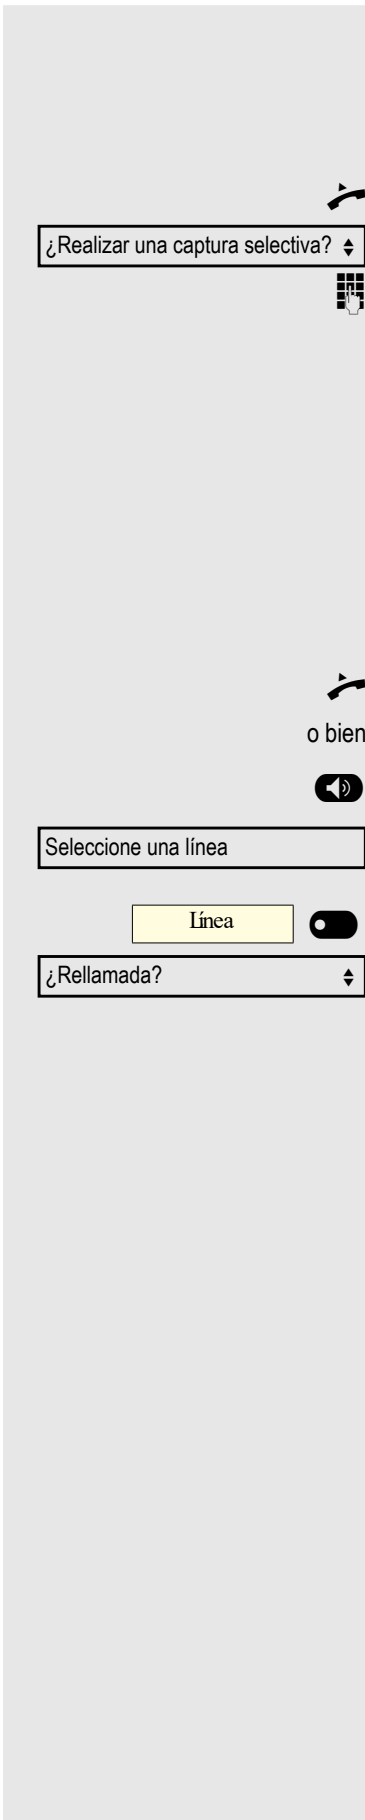 ¿Realizar una captura selectiva?
o bien
Seleccione una línea
Línea
¿Rellamada?